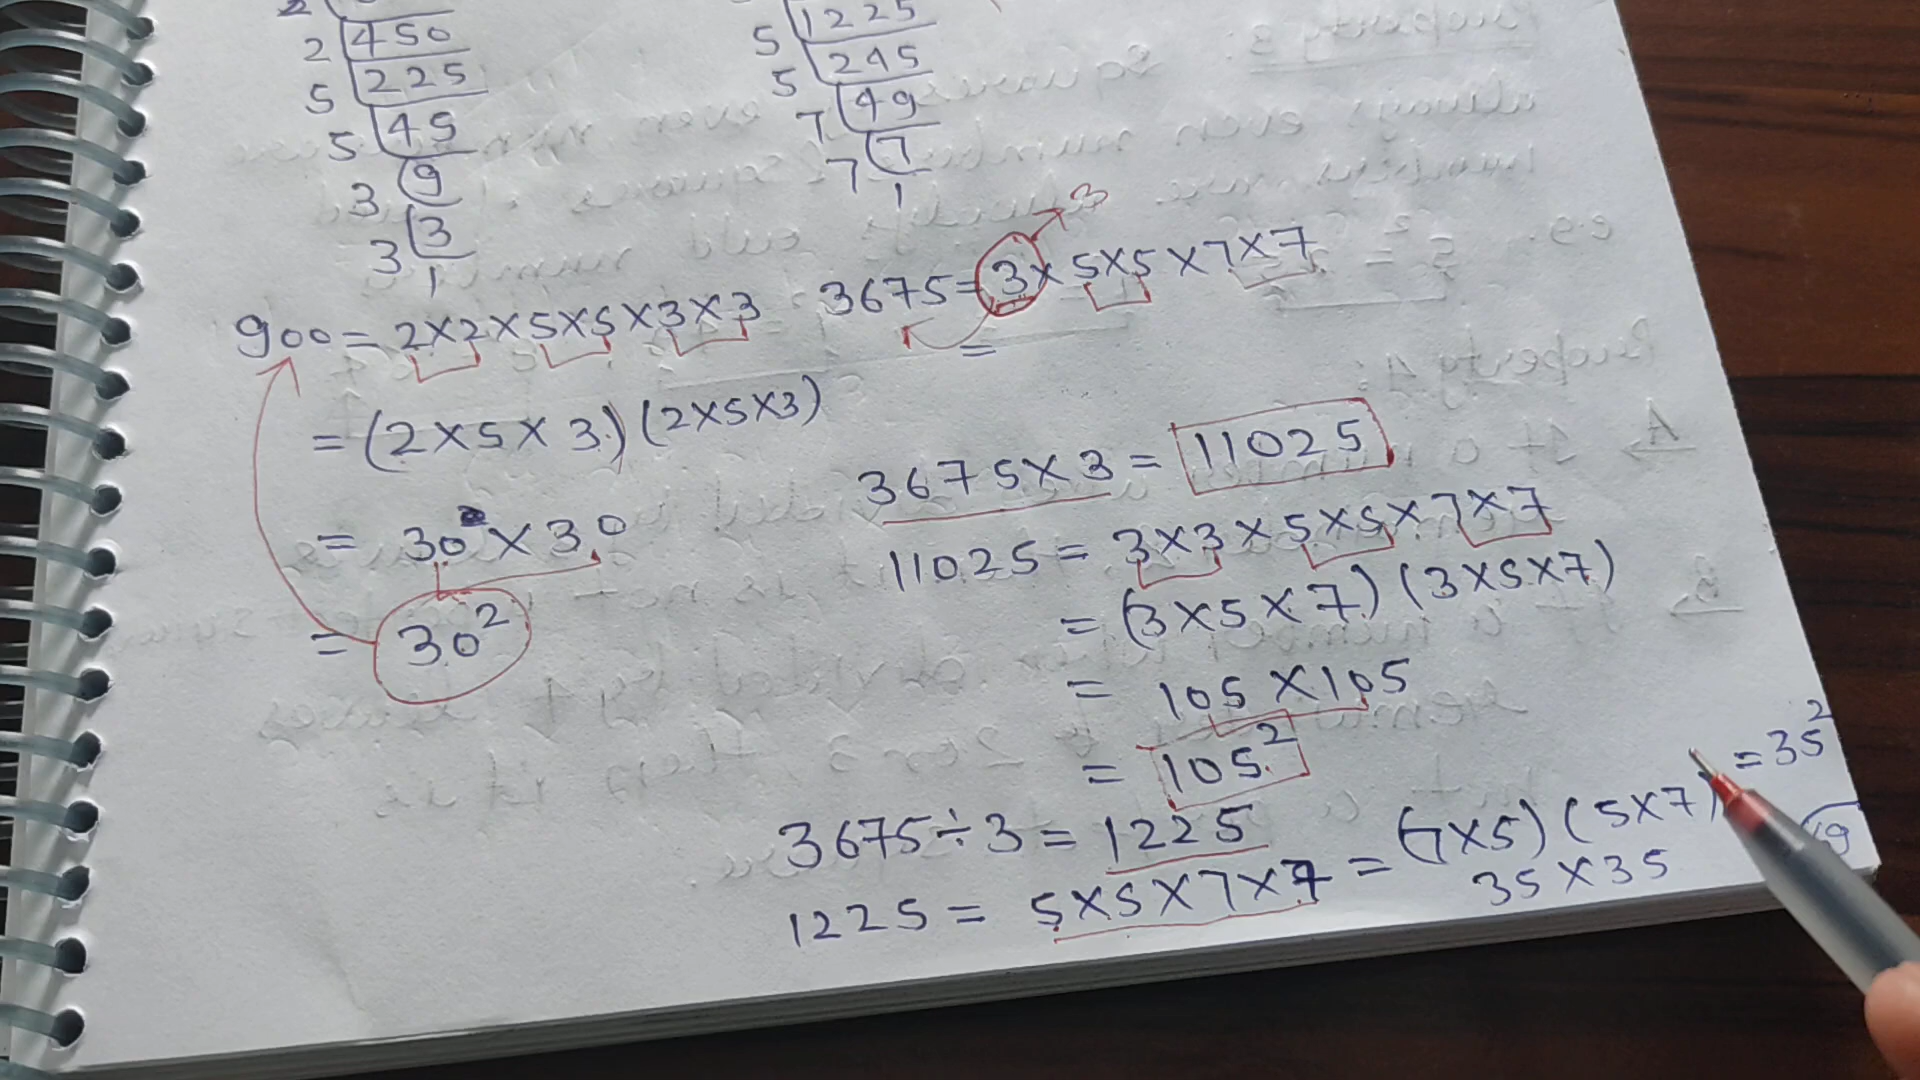 2
2 450
5 225
5 45
3 9
3 3
1
1225
5 245
5 49
7 7
7 1
3
900 = 2×2×5×5×3×3
= (2×5×3)(2×5×3)
= 30 × 30
= 30²
3675 = 3×5×5×7×7
=
3675×3 = 11025
11025 = 3×3×5×5×7×7
= (3×5×7)(3×5×7)
= 105×105
= 105²
3675÷3 = 1225
1225 = 5×5×7×7 = (7×5)(5×7) = 35²
35×35